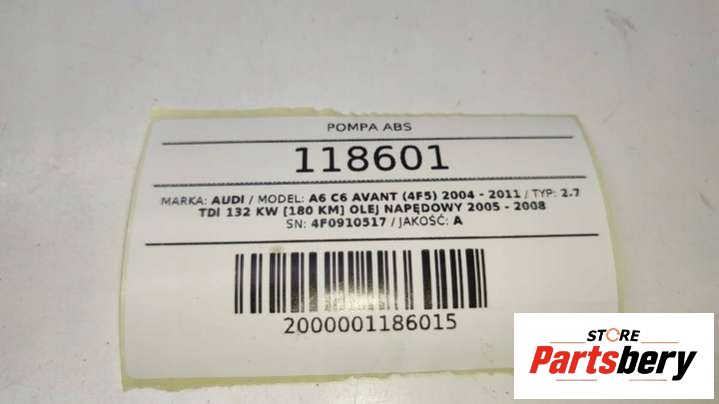 POMPA ABS
118601
MARKA: AUDI / MODEL: A6 C6 AVANT (4F5) 2004 - 2011 / TYP: 2.7
TDI 132 KW [180 KM] OLEJ NAPĘDOWY 2005 - 2008
SN: 4F0910517 / JAKOŚĆ: A
2000001186015
STORE
Partsbery